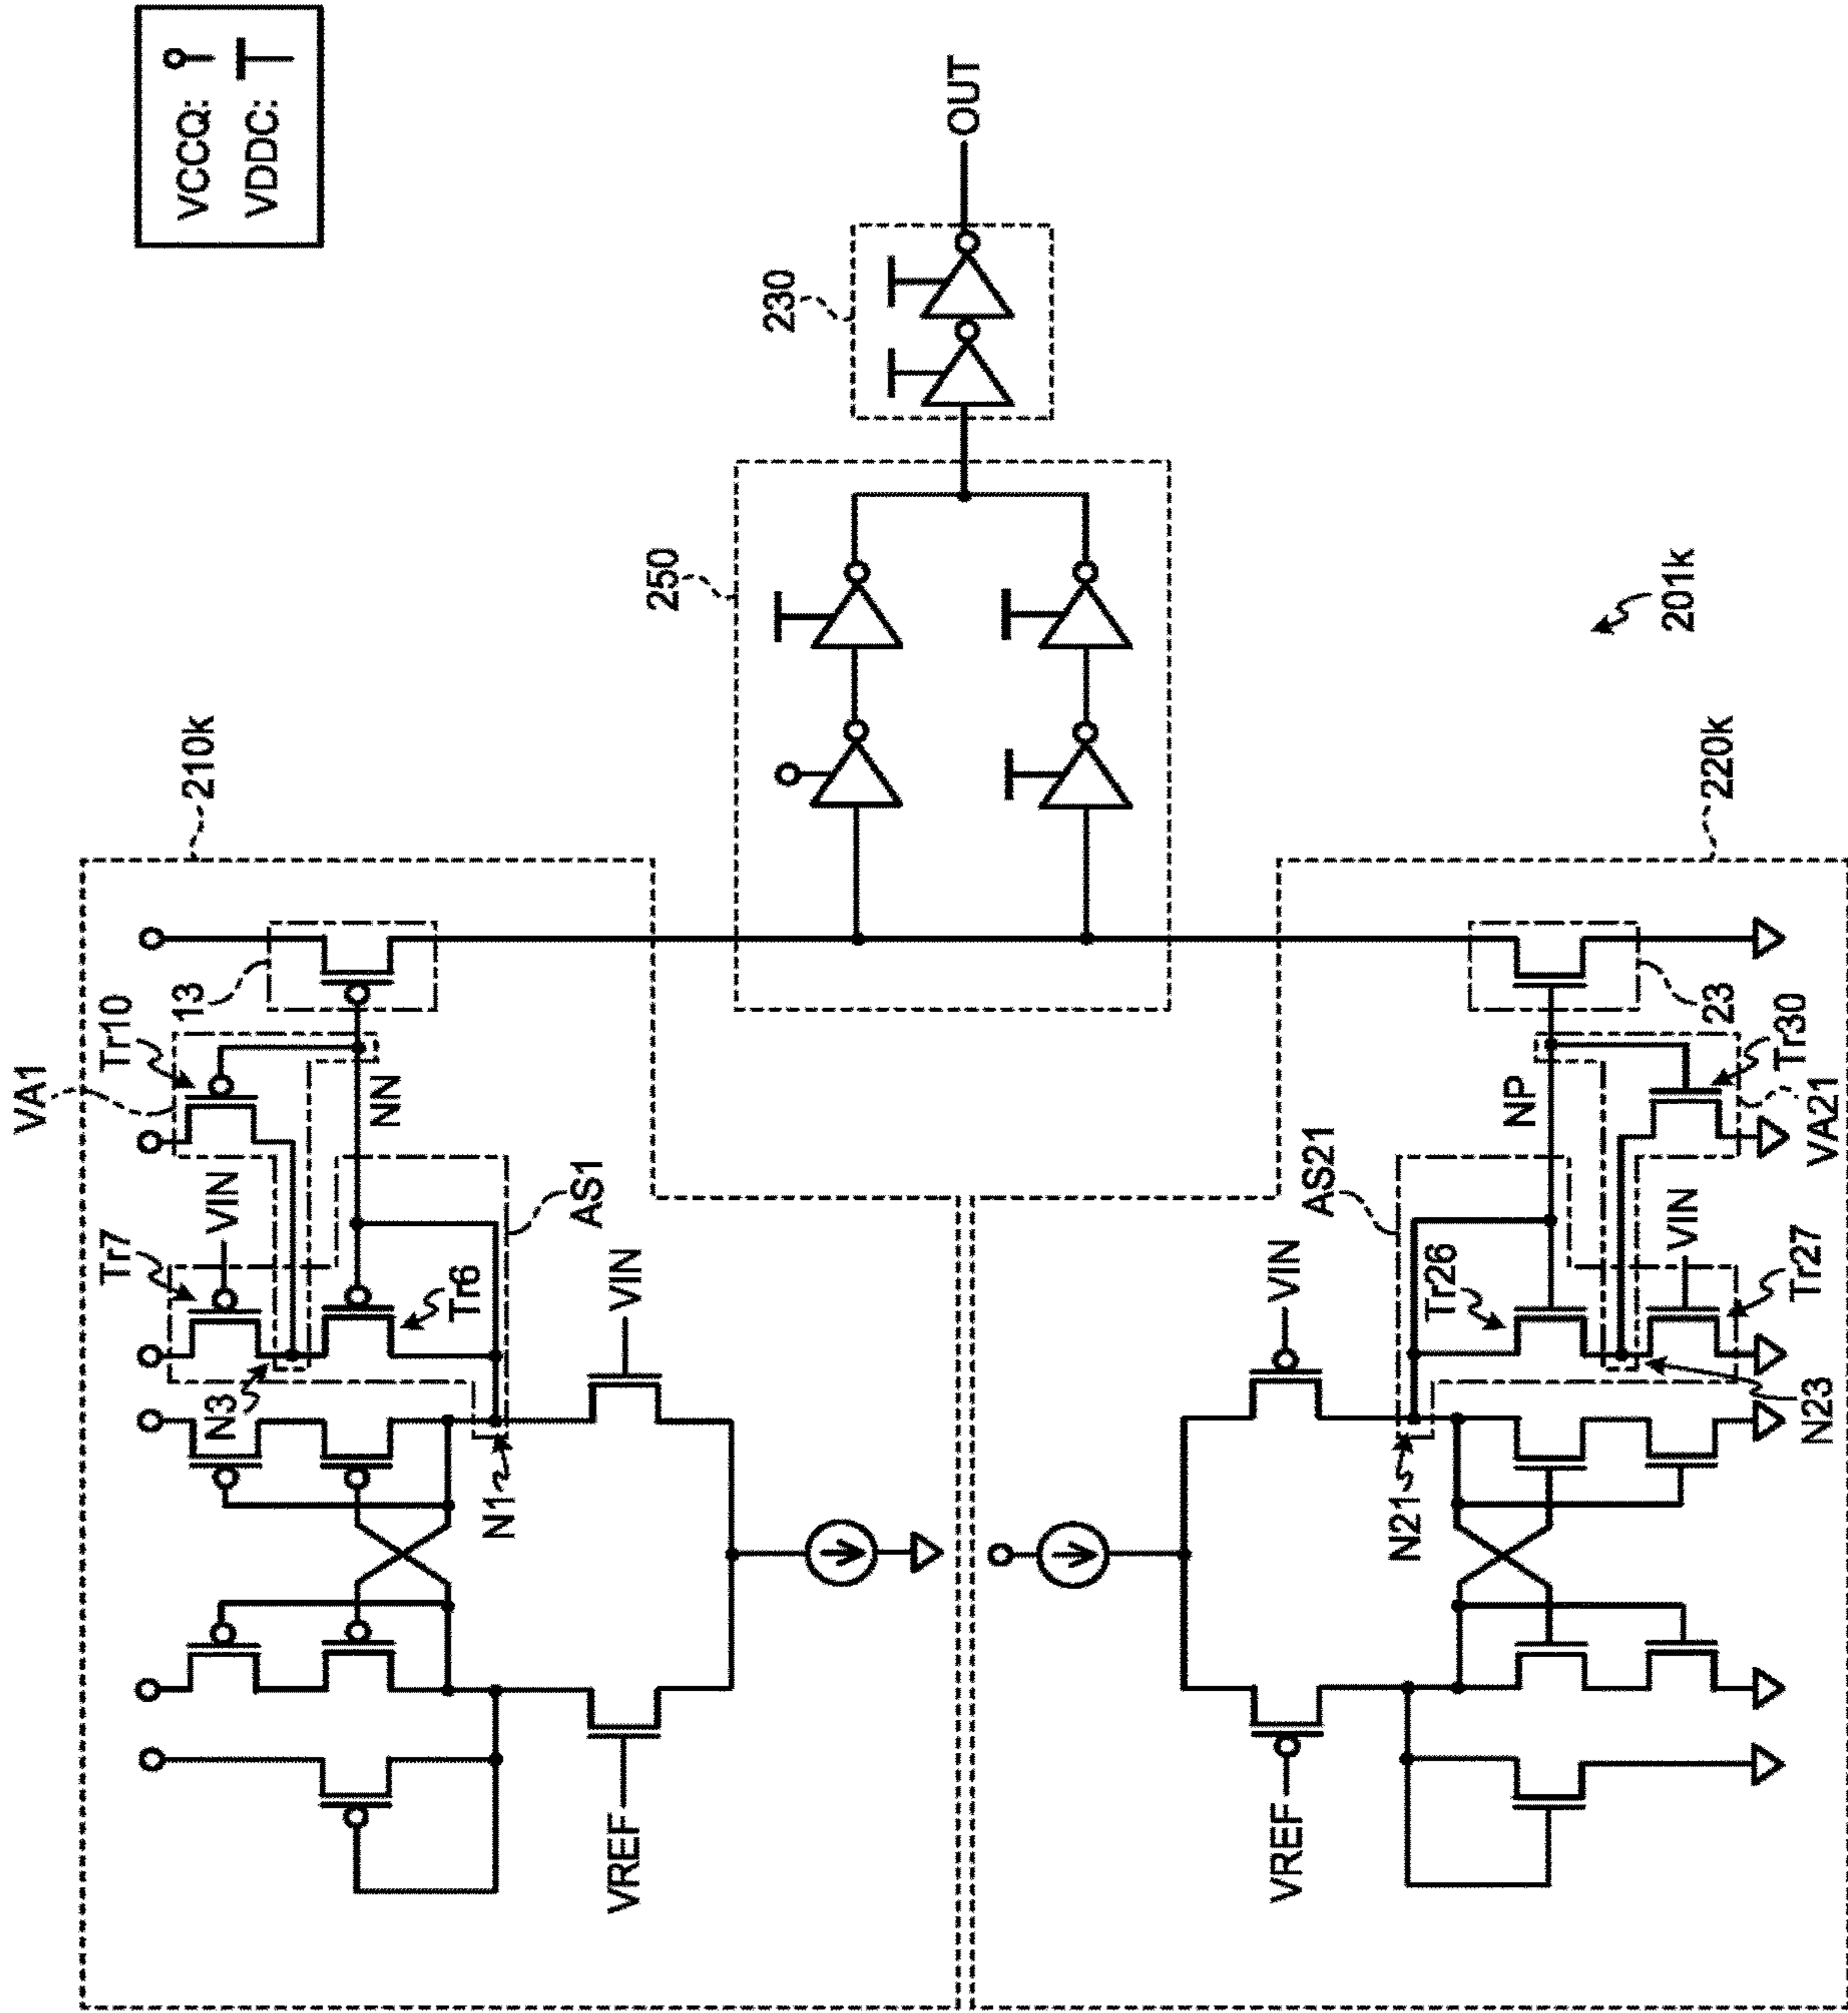 VCCQ:
VDDC:
210k
VA1
Tr10
13
Tr7
VIN
NN
N3
Tr6
AS1
N1
VIN
VREF
250
230
OUT
201k
220k
VREF
VIN
AS21
NP
23
Tr30
VA21
Tr26
VIN
Tr27
N21
N23